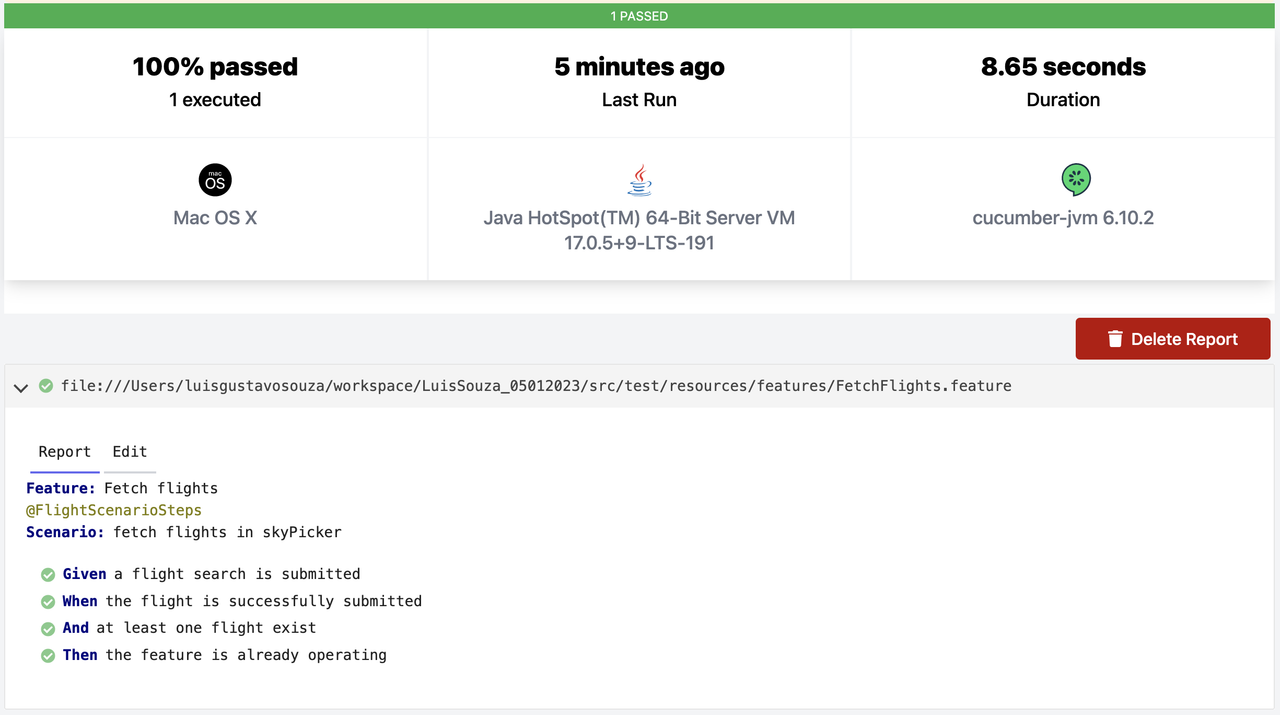 1 PASSED
100% passed
1 executed
5 minutes ago
Last Run
8.65 seconds
Duration
mac
OS
Mac OS X
Java HotSpot(TM) 64-Bit Server VM
17.0.5+9-LTS-191
cucumber-jvm 6.10.2
Delete Report
file:///Users/luisgustavosouza/workspace/LuisSouza_05012023/src/test/resources/features/FetchFlights.feature
Report Edit
Feature: Fetch flights
@FlightScenarioSteps
Scenario: fetch flights in skyPicker
Given a flight search is submitted
When the flight is successfully submitted
And at least one flight exist
Then the feature is already operating